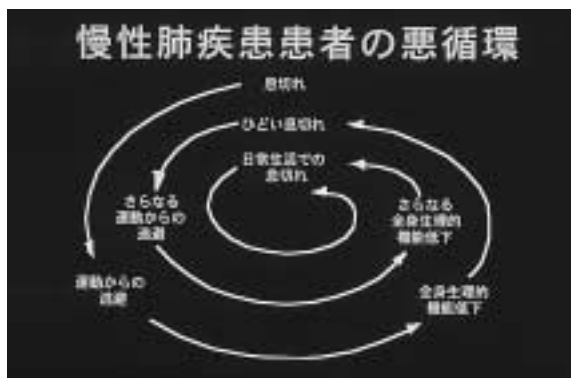 慢性肺疾患患者の悪循環
息切れ
ひどい息切れ
日常生活での
息切れ
さらなる
運動からの
逃避
さらなる
全身生理的
機能低下
運動からの
逃避
全身生理的
機能低下